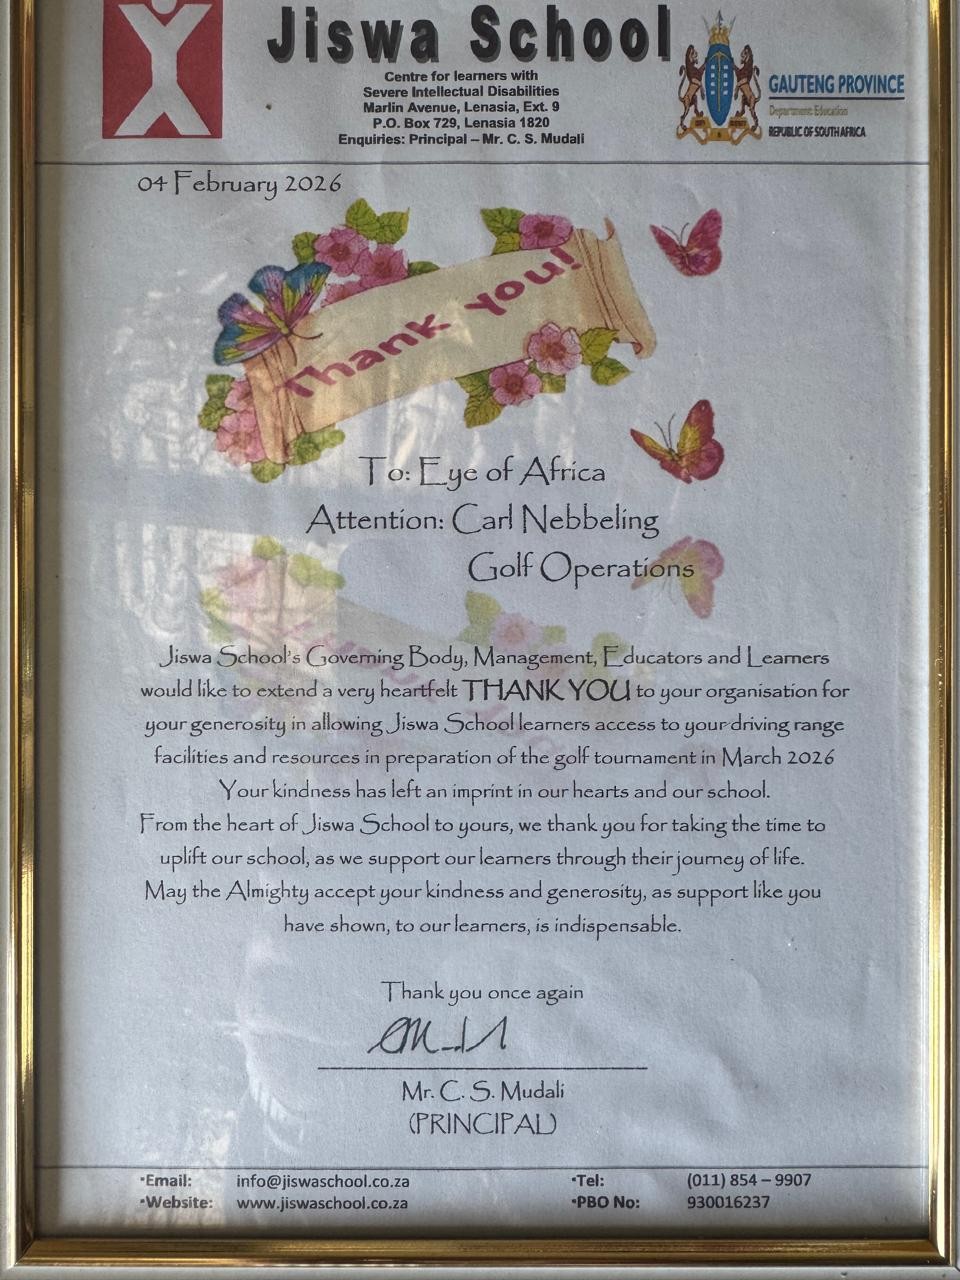 Jiswa School
Centre for learners with
Severe Intellectual Disabilities
Marlin Avenue, Lenasia, Ext. 9
P.O. Box 729, Lenasia 1820
Enquiries: Principal – Mr. C. S. Mudali
GAUTENG PROVINCE
Department: Education
REPUBLIC OF SOUTH AFRICA
04 February 2026
Thank you!
To: Eye of Africa
Attention: Carl Nebbeling
Golf Operations
Jiswa School's Governing Body, Management, Educators and Learners
would like to extend a very heartfelt THANK YOU to your organisation for
your generosity in allowing Jiswa School learners access to your driving range
facilities and resources in preparation of the golf tournament in March 2026
Your kindness has left an imprint in our hearts and our school.
From the heart of Jiswa School to yours, we thank you for taking the time to
uplift our school, as we support our learners through their journey of life.
May the Almighty accept your kindness and generosity, as support like you
have shown, to our learners, is indispensable.
Thank you once again
Mr. C. S. Mudali
(PRINCIPAL)
•Email: info@jiswaschool.co.za
•Website: www.jiswaschool.co.za
•Tel: (011) 854 – 9907
•PBO No: 930016237